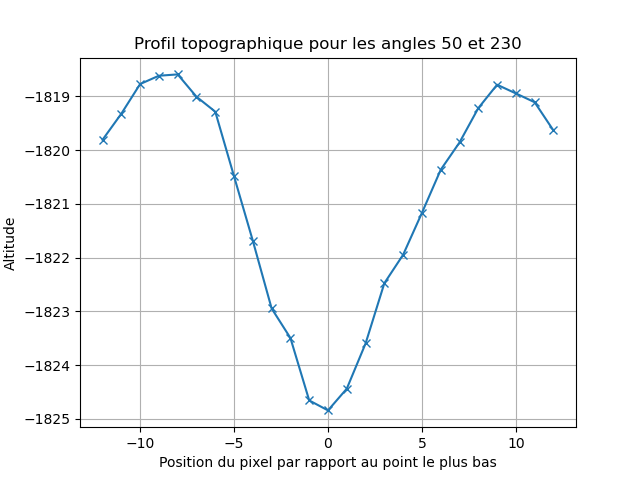 Profil topographique pour les angles 50 et 230
−1819
−1820
−1821
−1822
−1823
−1824
−1825
Altitude
−10 −5 0 5 10
Position du pixel par rapport au point le plus bas